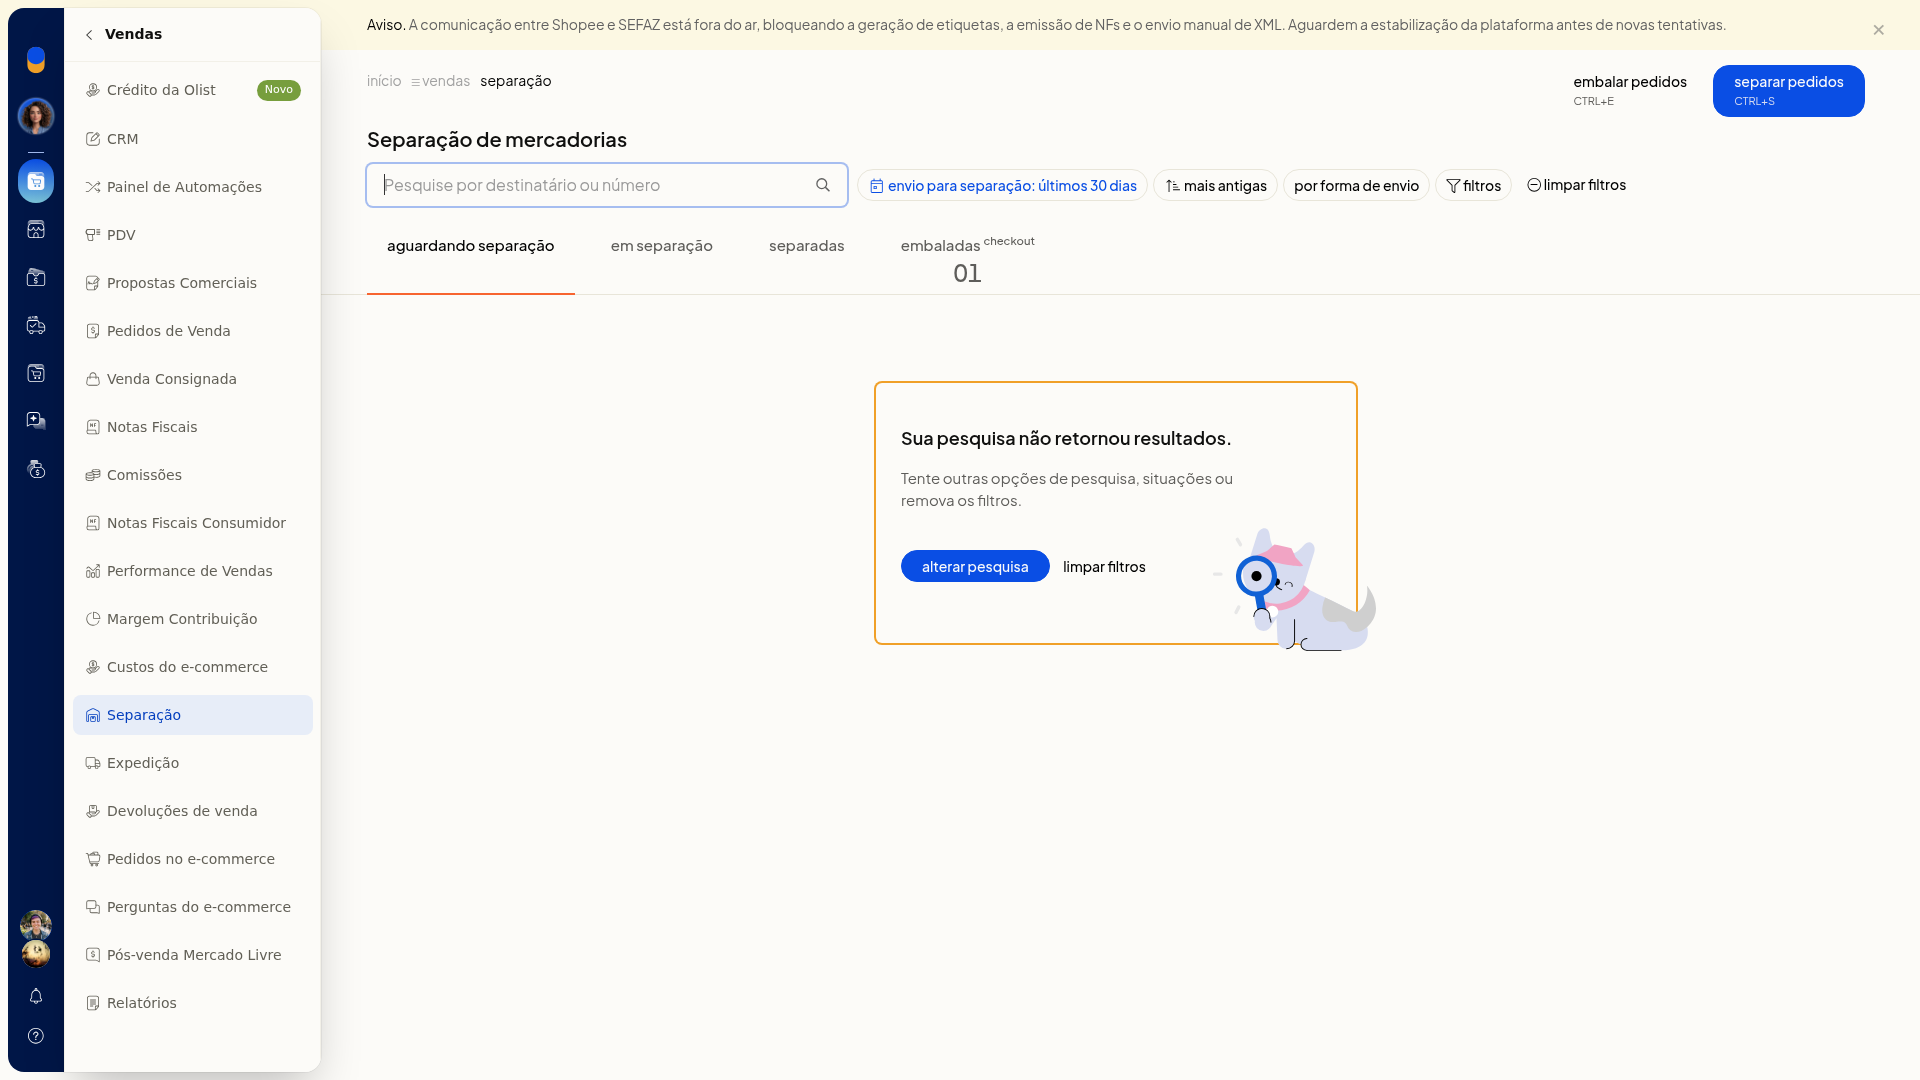 Vendas
Crédito da Olist
Novo
CRM
Painel de Automações
PDV
Propostas Comerciais
Pedidos de Venda
Venda Consignada
Notas Fiscais
Comissões
Notas Fiscais Consumidor
Performance de Vendas
Margem Contribuição
Custos do e-commerce
Separação
Expedição
Devoluções de venda
Pedidos no e-commerce
Perguntas do e-commerce
Pós-venda Mercado Livre
Relatórios
Aviso. A comunicação entre Shopee e SEFAZ está fora do ar, bloqueando a geração de etiquetas, a emissão de NFs e o envio manual de XML. Aguardem a estabilização da plataforma antes de novas tentativas.
início vendas separação
embalar pedidos
CTRL+E
separar pedidos
CTRL+S
Separação de mercadorias
Pesquise por destinatário ou número
envio para separação: últimos 30 dias
mais antigas
por forma de envio
filtros
limpar filtros
aguardando separação
em separação
separadas
embaladas checkout
01
Sua pesquisa não retornou resultados.
Tente outras opções de pesquisa, situações ou
remova os filtros.
alterar pesquisa
limpar filtros